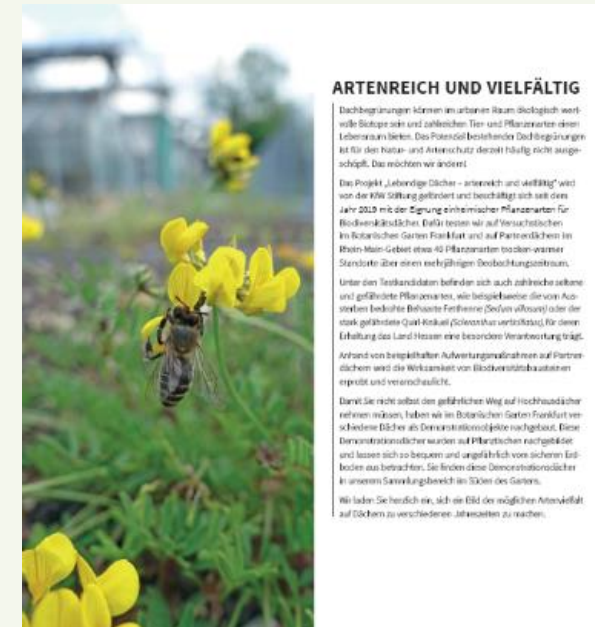 ARTENREICH UND VIELFÄLTIG
Dachbegrünungen können im urbanen Raum ökologisch wert-
volle Biotope sein und zahlreichen Tier- und Pflanzenarten einen
Lebensraum bieten. Das Potenzial bestehender Dachbegrünungen
ist für den Natur- und Artenschutz derzeit häufig nicht ausge-
schöpft. Das möchten wir ändern!
Das Projekt „Lebendige Dächer – artenreich und vielfältig“ wird
von der KfW Stiftung gefördert und beschäftigt sich seit dem
Jahr 2019 mit der Eignung einheimischer Pflanzenarten für
Biodiversitätsdächer. Dafür testen wir auf Versuchstischen
im Botanischen Garten Frankfurt und auf Partnerdächern im
Rhein-Main-Gebiet etwa 40 Pflanzenarten trocken-warmer
Standorte über einen mehrjährigen Beobachtungszeitraum.
Unter den Testkandidaten befinden sich auch zahlreiche seltene
und gefährdete Pflanzenarten, wie beispielsweise die vom Aus-
sterben bedrohte Behaarte Fetthenne (Sedum villosum) oder der
stark gefährdete Quirl-Knäuel (Scleranthus verticillatus), für deren
Erhaltung das Land Hessen eine besondere Verantwortung trägt.
Anhand von beispielhaften Aufwertungsmaßnahmen auf Partner-
dächern wird die Wirksamkeit von Biodiversitätsbausteinen
erprobt und veranschaulicht.
Damit Sie nicht selbst den gefährlichen Weg auf Hochhausdächer
nehmen müssen, haben wir im Botanischen Garten Frankfurt ver-
schiedene Dächer als Demonstrationsobjekte nachgebaut. Diese
Demonstrationsdächer wurden auf Pflanztischen nachgebildet
und lassen sich so bequem und ungefährlich vom sicheren Erd-
boden aus betrachten. Sie finden diese Demonstrationsdächer
in unserem Sammlungsbereich im Süden des Gartens.
Wir laden Sie herzlich ein, sich ein Bild der möglichen Artenvielfalt
auf Dächern zu verschiedenen Jahreszeiten zu machen.